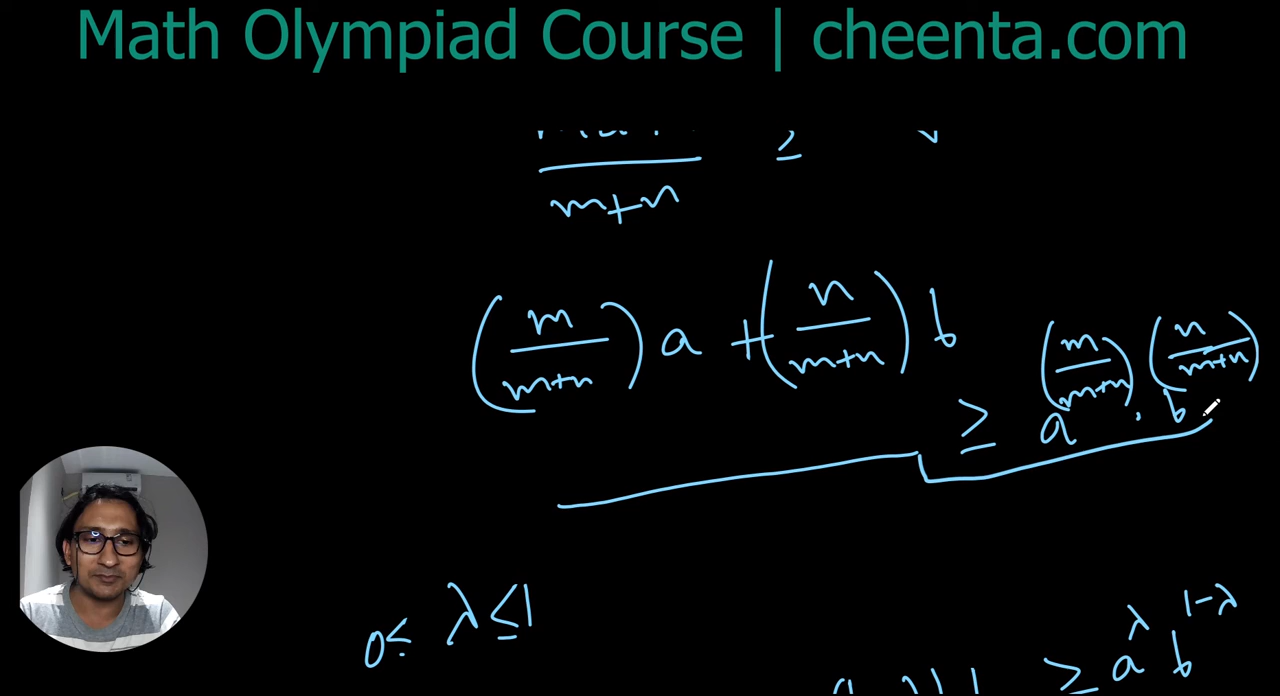 Math Olympiad Course | cheenta.com
≥
m+n
(m/(m+n)) a + (n/(m+n)) b
≥ a^(m/(m+n)) · b^(n/(m+n))
0 ≤ λ ≤ 1
≥ a^λ b^(1-λ)